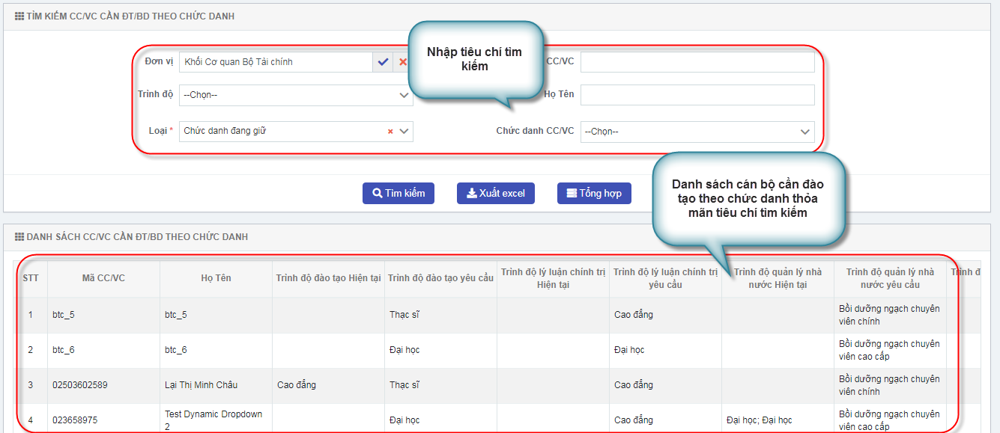 TÌM KIẾM CC/VC CẦN ĐT/BD THEO CHỨC DANH
Nhập tiêu chí tìm
kiếm
Đơn vị
Khối Cơ quan Bộ Tài chính
CC/VC
Trình độ
--Chọn--
Họ Tên
Loại *
Chức danh đang giữ
Chức danh CC/VC
--Chọn--
Tìm kiếm
Xuất excel
Tổng hợp
Danh sách cán bộ cần đào
tạo theo chức danh thỏa
mãn tiêu chí tìm kiếm
DANH SÁCH CC/VC CẦN ĐT/BD THEO CHỨC DANH
STT
Mã CC/VC
Họ Tên
Trình độ đào tạo Hiện tại
Trình độ đào tạo yêu cầu
Trình độ lý luận chính trị
Hiện tại
Trình độ lý luận chính trị
yêu cầu
Trình độ quản lý nhà
nước Hiện tại
Trình độ quản lý nhà
nước yêu cầu
Trình đ
1
btc_5
btc_5
Thạc sĩ
Cao đẳng
Bồi dưỡng ngạch chuyên
viên chính
2
btc_6
btc_6
Đại học
Đại học
Bồi dưỡng ngạch chuyên
viên cao cấp
3
02503602589
Lại Thị Minh Châu
Cao đẳng
Thạc sĩ
Cao đẳng
Bồi dưỡng ngạch chuyên
viên chính
4
023658975
Test Dynamic Dropdown
2
Đại học
Cao đẳng
Đại học; Đại học
Bồi dưỡng ngạch chuyên
viên cao cấp